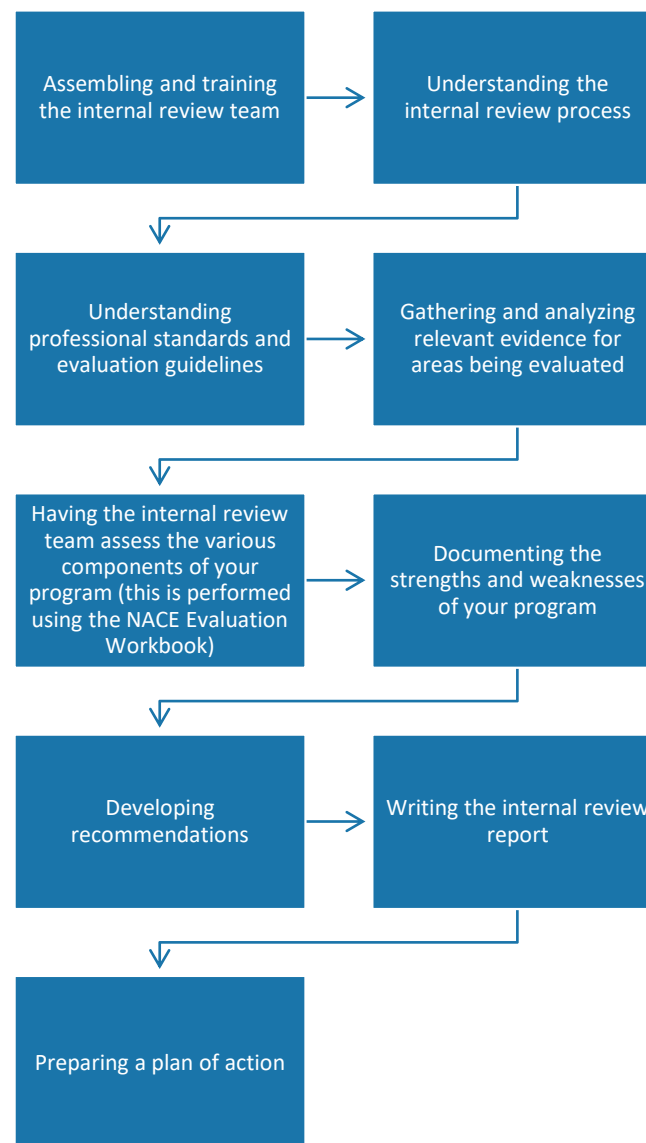 Assembling and training
the internal review team
Understanding the
internal review process
Understanding
professional standards and
evaluation guidelines
Gathering and analyzing
relevant evidence for
areas being evaluated
Having the internal review
team assess the various
components of your
program (this is performed
using the NACE Evaluation
Workbook)
Documenting the
strengths and weaknesses
of your program
Developing
recommendations
Writing the internal review
report
Preparing a plan of action